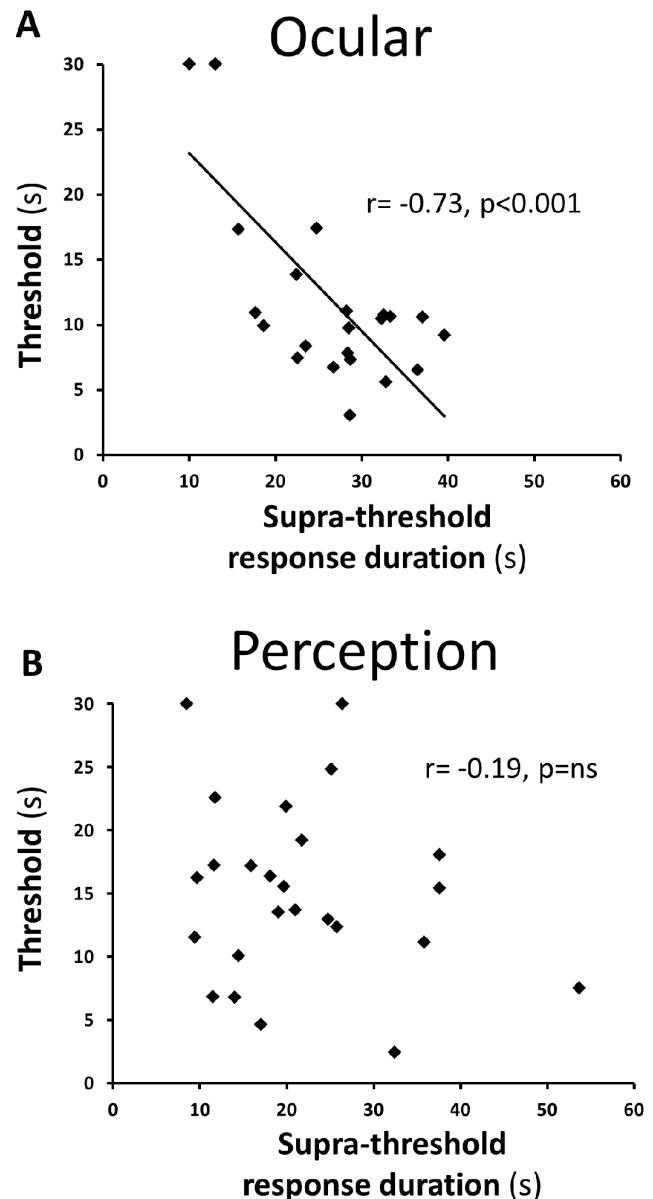 A
Ocular
30
25
20
15
10
5
0
Threshold (s)
r= -0.73, p<0.001
0 10 20 30 40 50 60
Supra-threshold
response duration (s)
B
Perception
30
25
20
15
10
5
0
Threshold (s)
r= -0.19, p=ns
0 10 20 30 40 50 60
Supra-threshold
response duration (s)